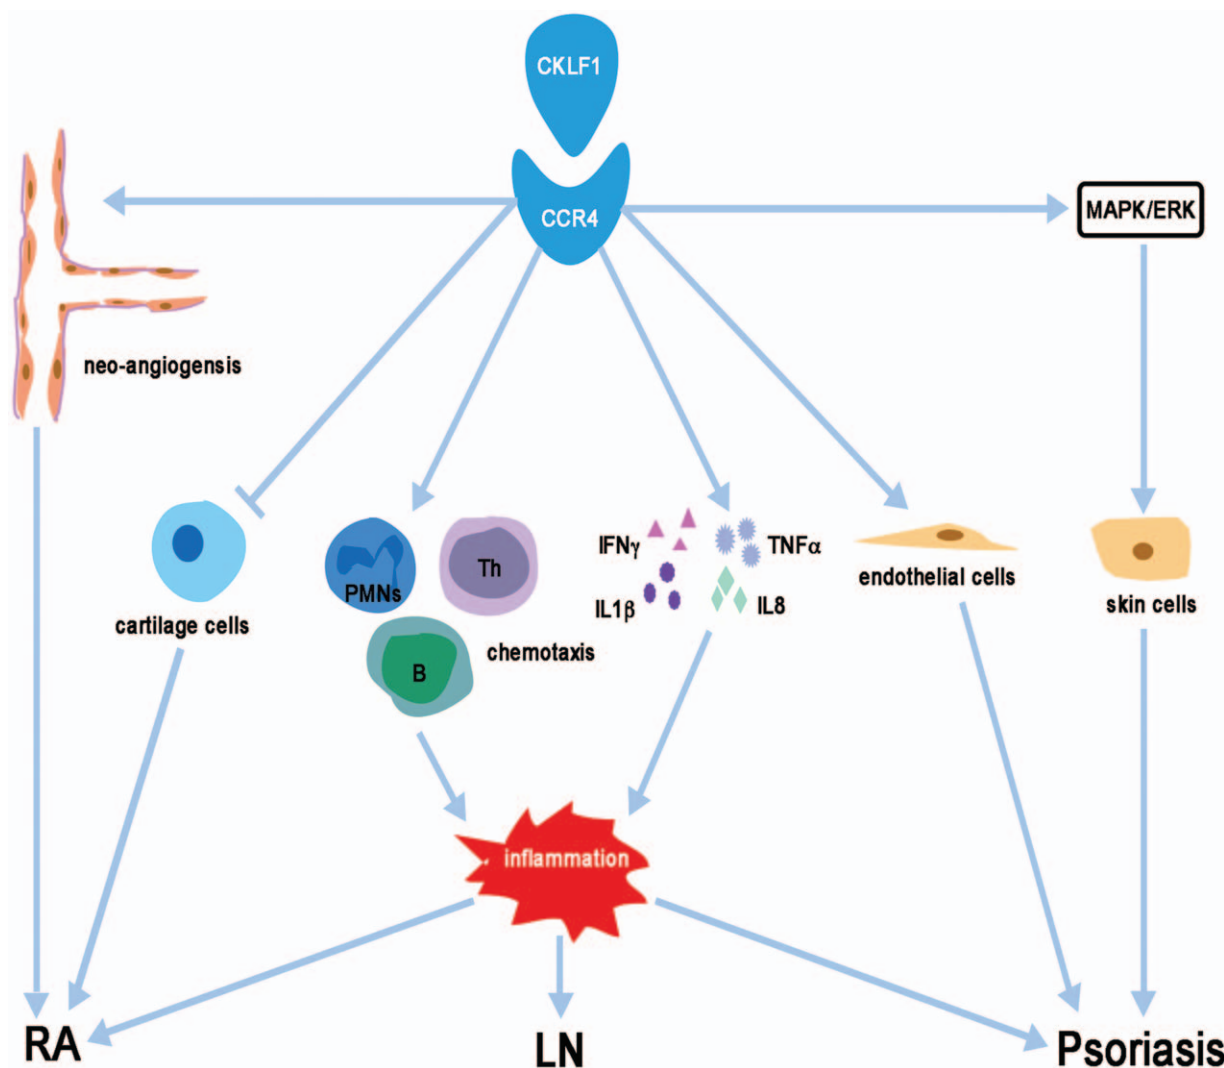 CKLF1
CCR4
MAPK/ERK
neo-angiogensis
IFNγ
TNFα
PMNs
Th
IL1β
IL8
endothelial cells
skin cells
cartilage cells
chemotaxis
B
inflammation
RA
LN
Psoriasis